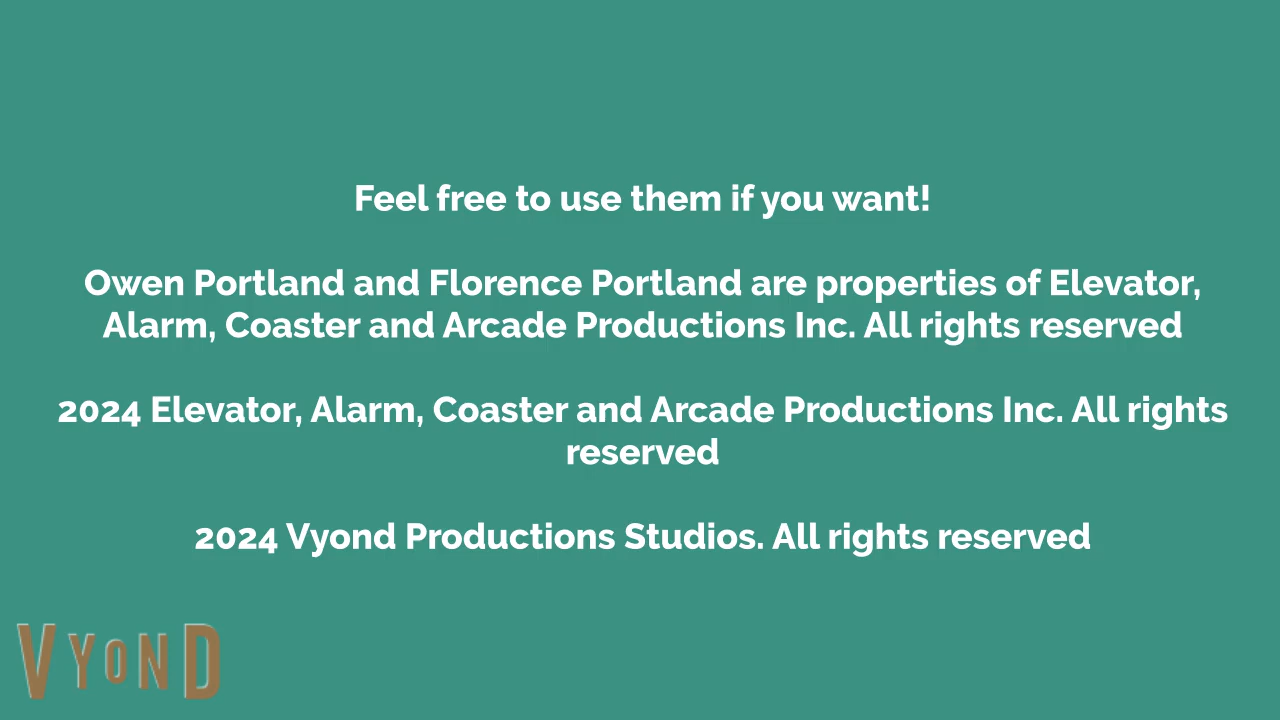 Feel free to use them if you want!
Owen Portland and Florence Portland are properties of Elevator,
Alarm, Coaster and Arcade Productions Inc. All rights reserved
2024 Elevator, Alarm, Coaster and Arcade Productions Inc. All rights
reserved
2024 Vyond Productions Studios. All rights reserved
VYOND